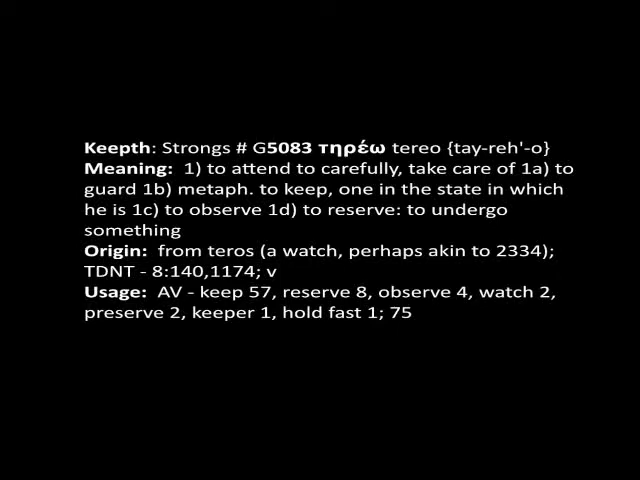 Keepth: Strongs # G5083 τηρέω tereo {tay-reh'-o}
Meaning: 1) to attend to carefully, take care of 1a) to
guard 1b) metaph. to keep, one in the state in which
he is 1c) to observe 1d) to reserve: to undergo
something
Origin: from teros (a watch, perhaps akin to 2334);
TDNT - 8:140,1174; v
Usage: AV - keep 57, reserve 8, observe 4, watch 2,
preserve 2, keeper 1, hold fast 1; 75